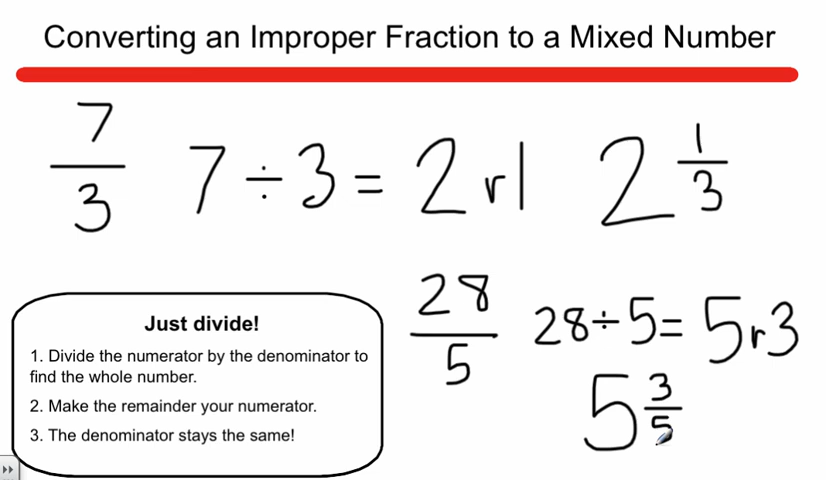 Converting an Improper Fraction to a Mixed Number
7/3 7 ÷ 3 = 2 r1 2 1/3
Just divide!
1. Divide the numerator by the denominator to
find the whole number.
2. Make the remainder your numerator.
3. The denominator stays the same!
28/5 28 ÷ 5 = 5 r 3
5 3/5